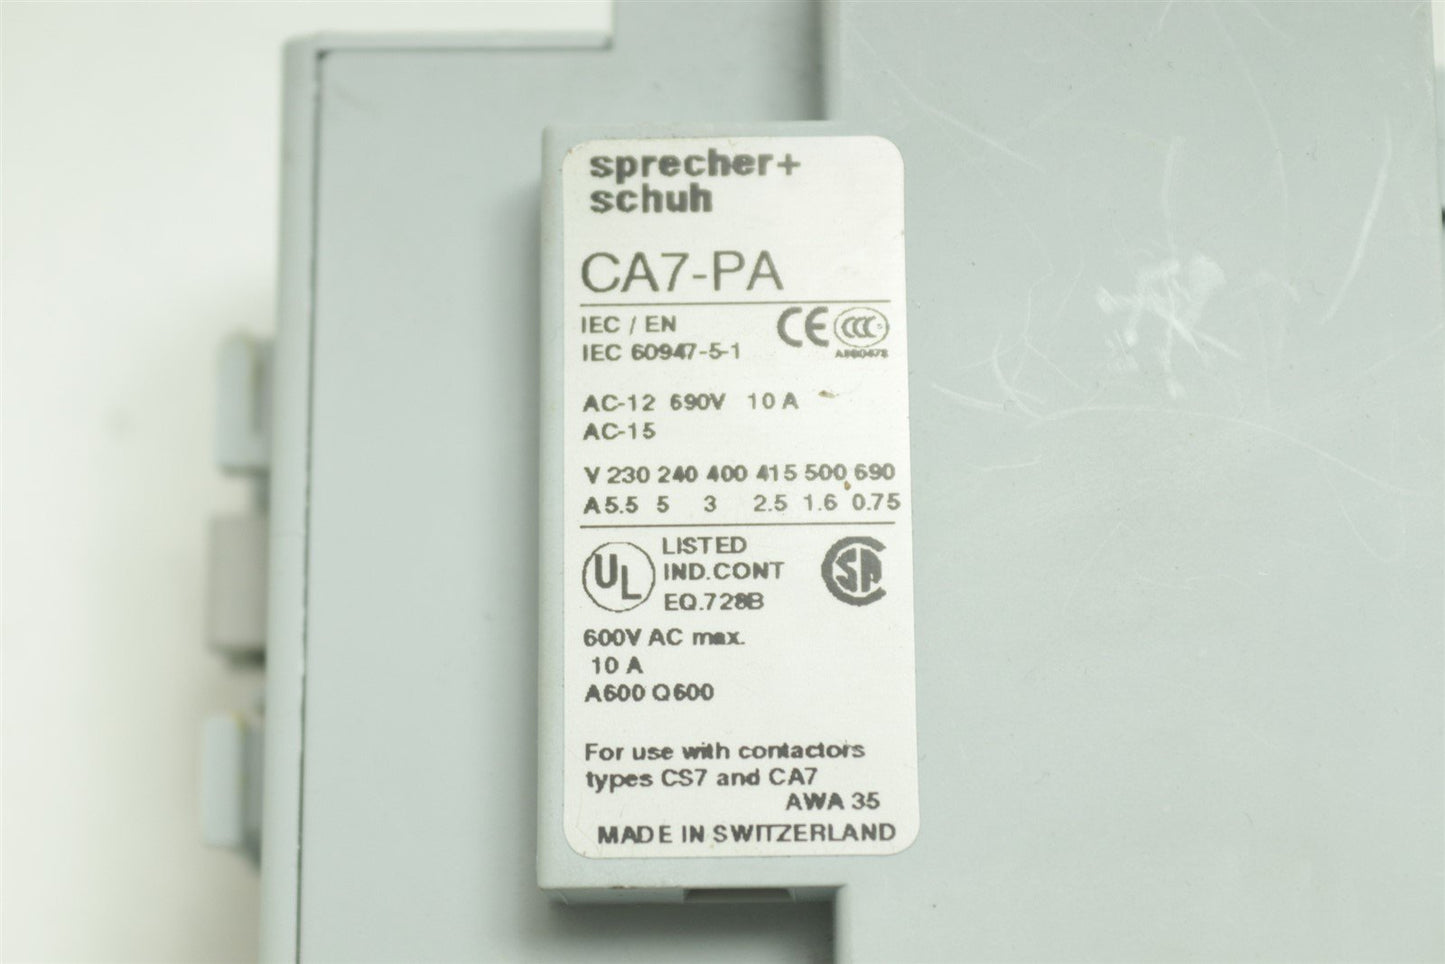 sprecher+
schuh
CA7-PA
IEC / EN
IEC 60947-5-1
CE CCC
AC-12 690V 10 A
AC-15
V 230 240 400 415 500 690
A 5.5 5 3 2.5 1.6 0.75
UL LISTED
IND.CONT
EQ.728B
SA
600V AC max.
10 A
A600 Q600
For use with contactors
types CS7 and CA7
AWA 35
MADE IN SWITZERLAND